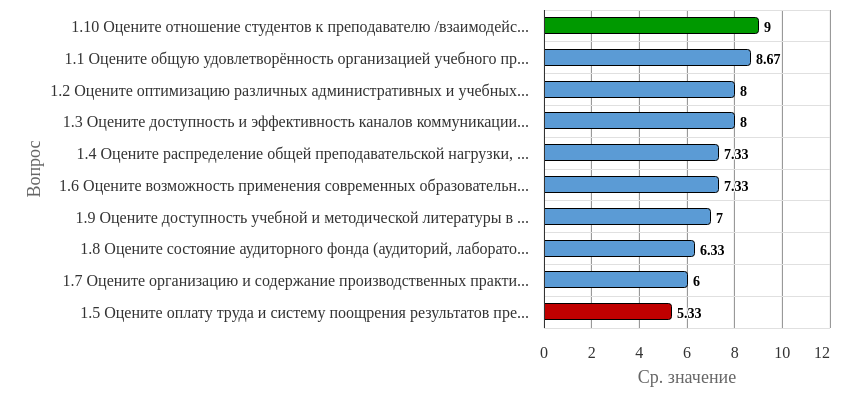 1.10 Оцените отношение студентов к преподавателю /взаимодейс... 9
1.1 Оцените общую удовлетворённость организацией учебного пр... 8.67
1.2 Оцените оптимизацию различных административных и учебных... 8
1.3 Оцените доступность и эффективность каналов коммуникации... 8
1.4 Оцените распределение общей преподавательской нагрузки, ... 7.33
1.6 Оцените возможность применения современных образовательн... 7.33
1.9 Оцените доступность учебной и методической литературы в ... 7
1.8 Оцените состояние аудиторного фонда (аудиторий, лаборато... 6.33
1.7 Оцените организацию и содержание производственных практи... 6
1.5 Оцените оплату труда и систему поощрения результатов пре... 5.33
Вопрос
0 2 4 6 8 10 12
Ср. значение